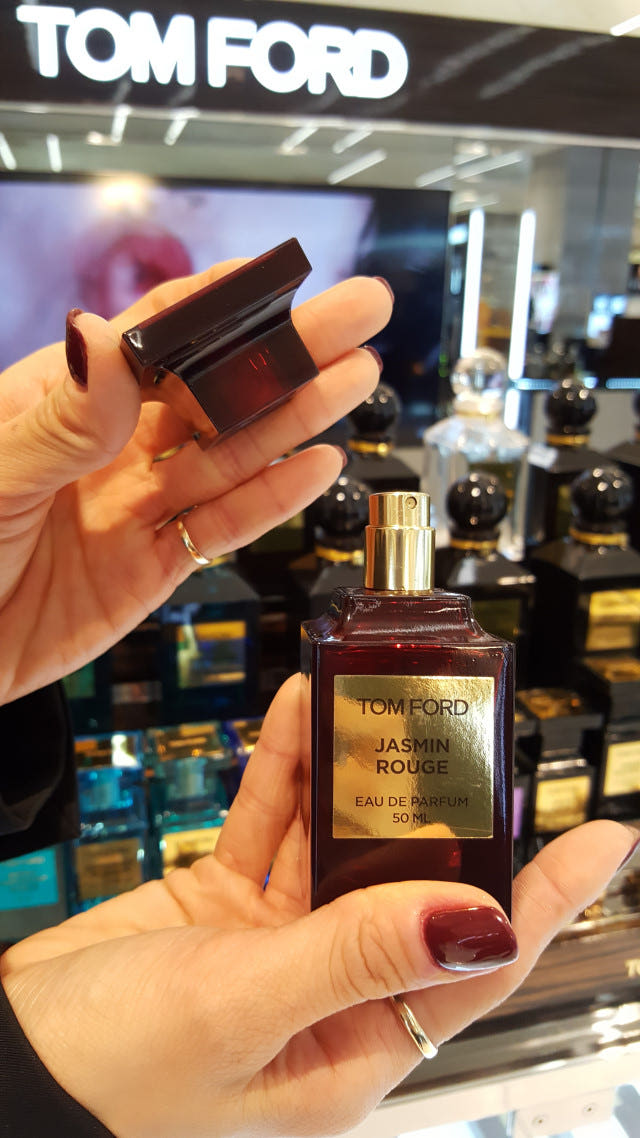 TOM FORD
TOM FORD
JASMIN
ROUGE
EAU DE PARFUM
50 ML